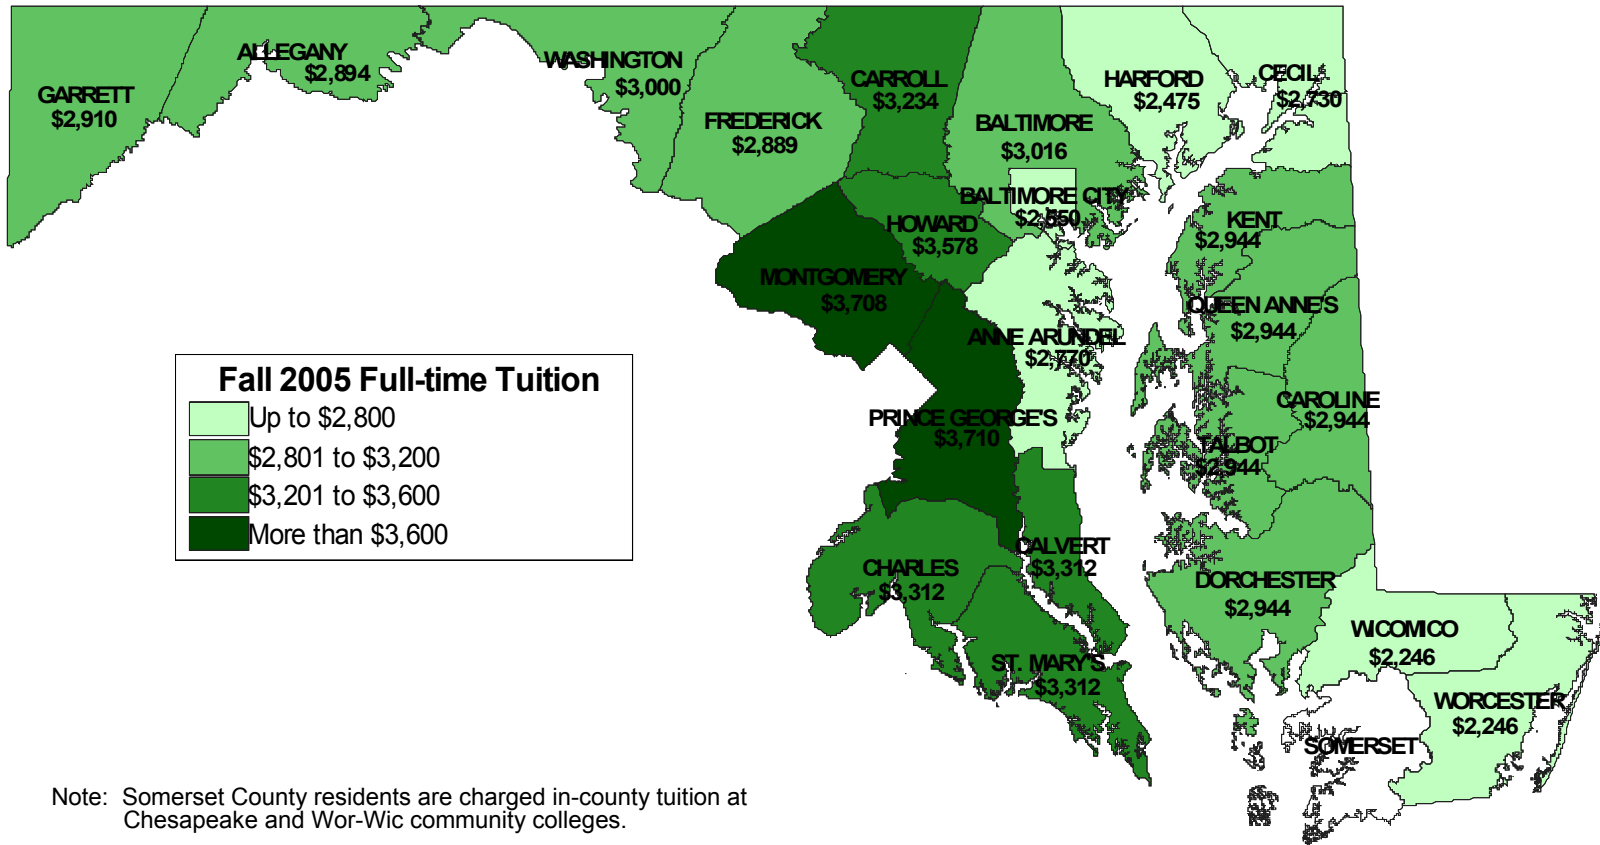 GARRETT
$2,910
ALLEGANY
$2,894
WASHINGTON
$3,000
FREDERICK
$2,889
CARROLL
$3,234
BALTIMORE
$3,016
BALTIMORE CITY
$2,550
HARFORD
$2,475
CECIL
$2,730
HOWARD
$3,578
MONTGOMERY
$3,708
KENT
$2,944
QUEEN ANNE'S
$2,944
ANNE ARUNDEL
$2,770
PRINCE GEORGE'S
$3,710
CAROLINE
$2,944
TALBOT
$2,944
Fall 2005 Full-time Tuition
Up to $2,800
$2,801 to $3,200
$3,201 to $3,600
More than $3,600
CALVERT
$3,312
CHARLES
$3,312
ST. MARY'S
$3,312
DORCHESTER
$2,944
WICOMICO
$2,246
WORCESTER
$2,246
SOMERSET
Note: Somerset County residents are charged in-county tuition at
Chesapeake and Wor-Wic community colleges.